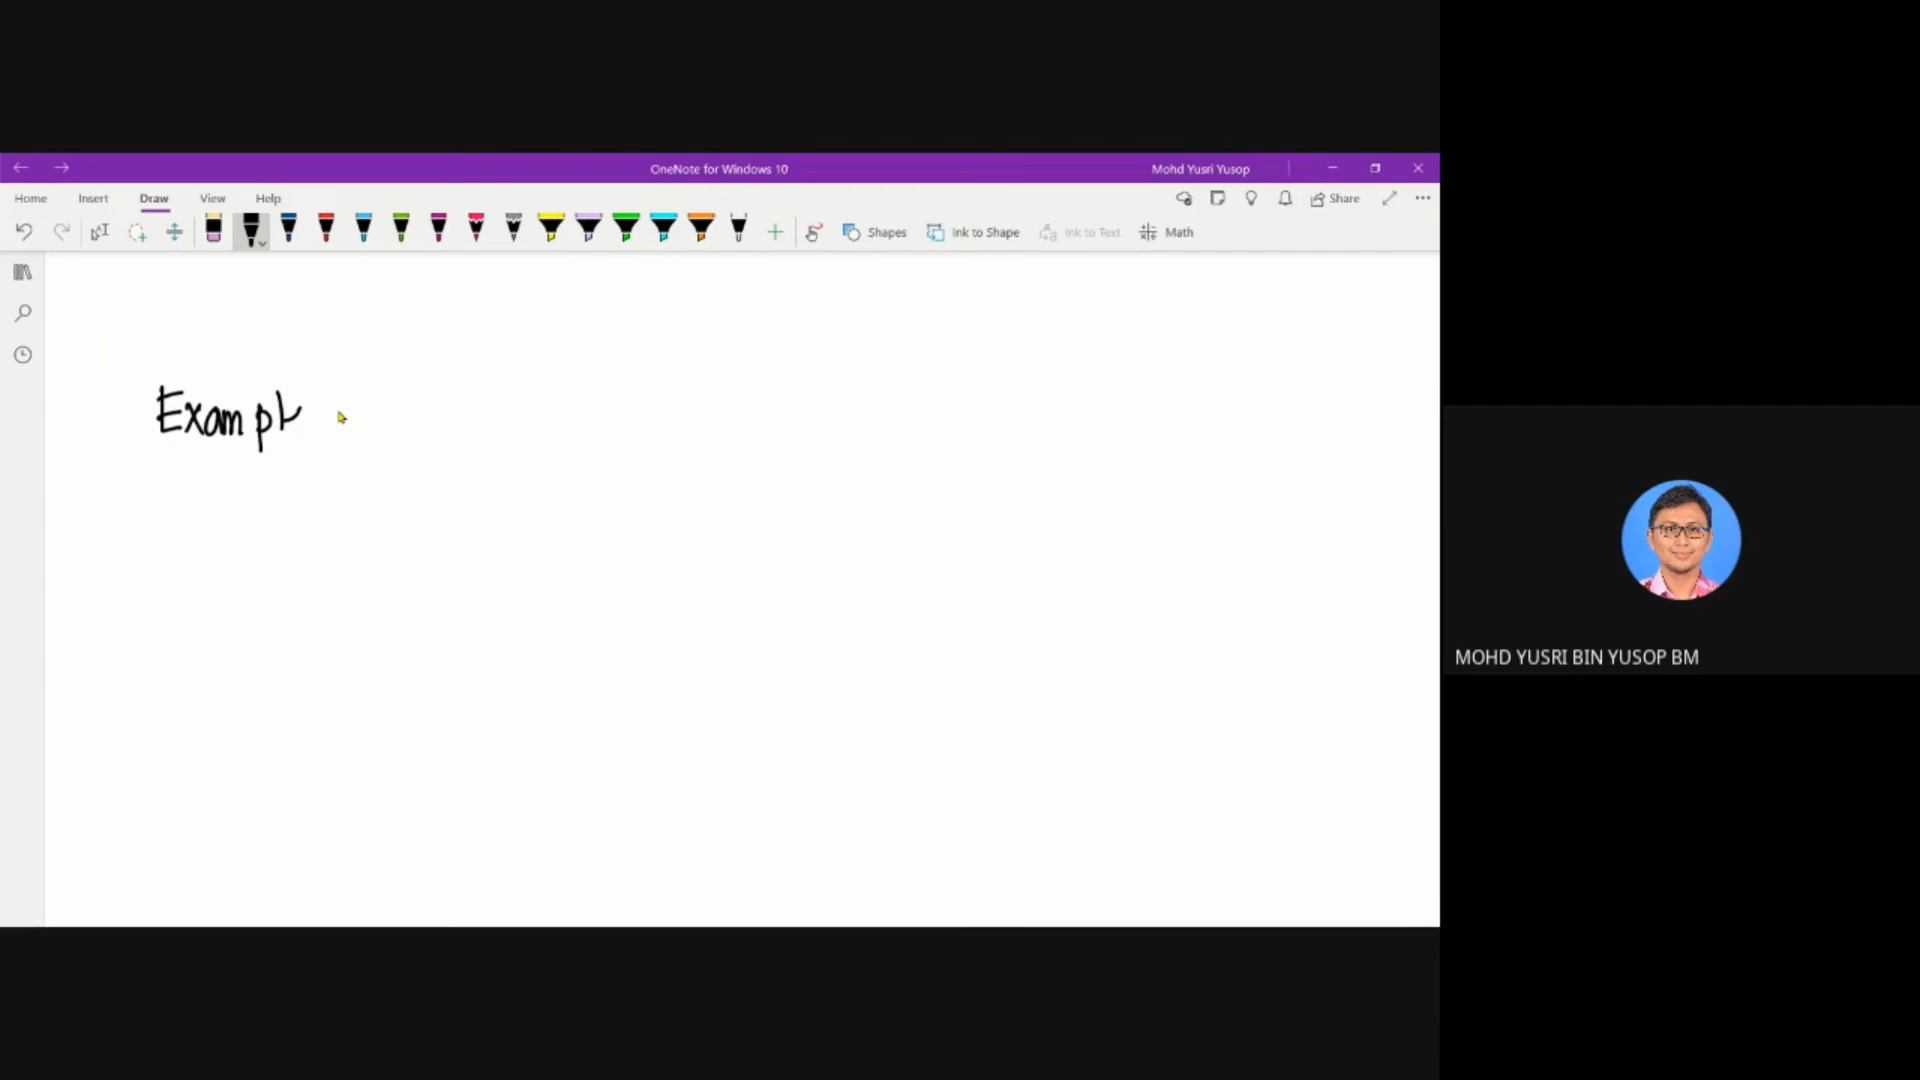 OneNote for Windows 10
Mohd Yusri Yusop
Home Insert Draw View Help
Share
Shapes Ink to Shape Ink to Text Math
Example
MOHD YUSRI BIN YUSOP BM